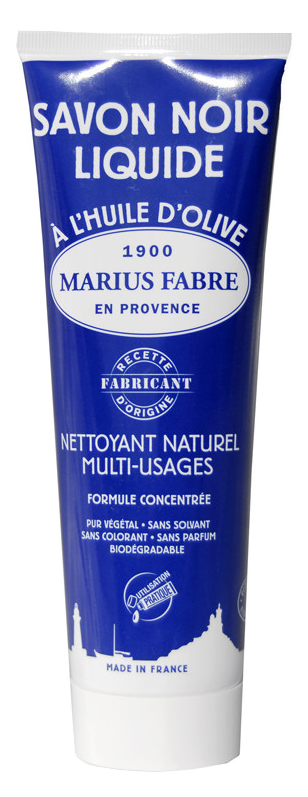 SAVON NOIR
LIQUIDE
À L'HUILE D'OLIVE
1900
MARIUS FABRE
EN PROVENCE
RECETTE
FABRICANT
D'ORIGINE
NETTOYANT NATUREL
MULTI-USAGES
FORMULE CONCENTRÉE
PUR VÉGÉTAL • SANS SOLVANT
SANS COLORANT • SANS PARFUM
BIODÉGRADABLE
UTILISATION
PRATIQUE!
MADE IN FRANCE